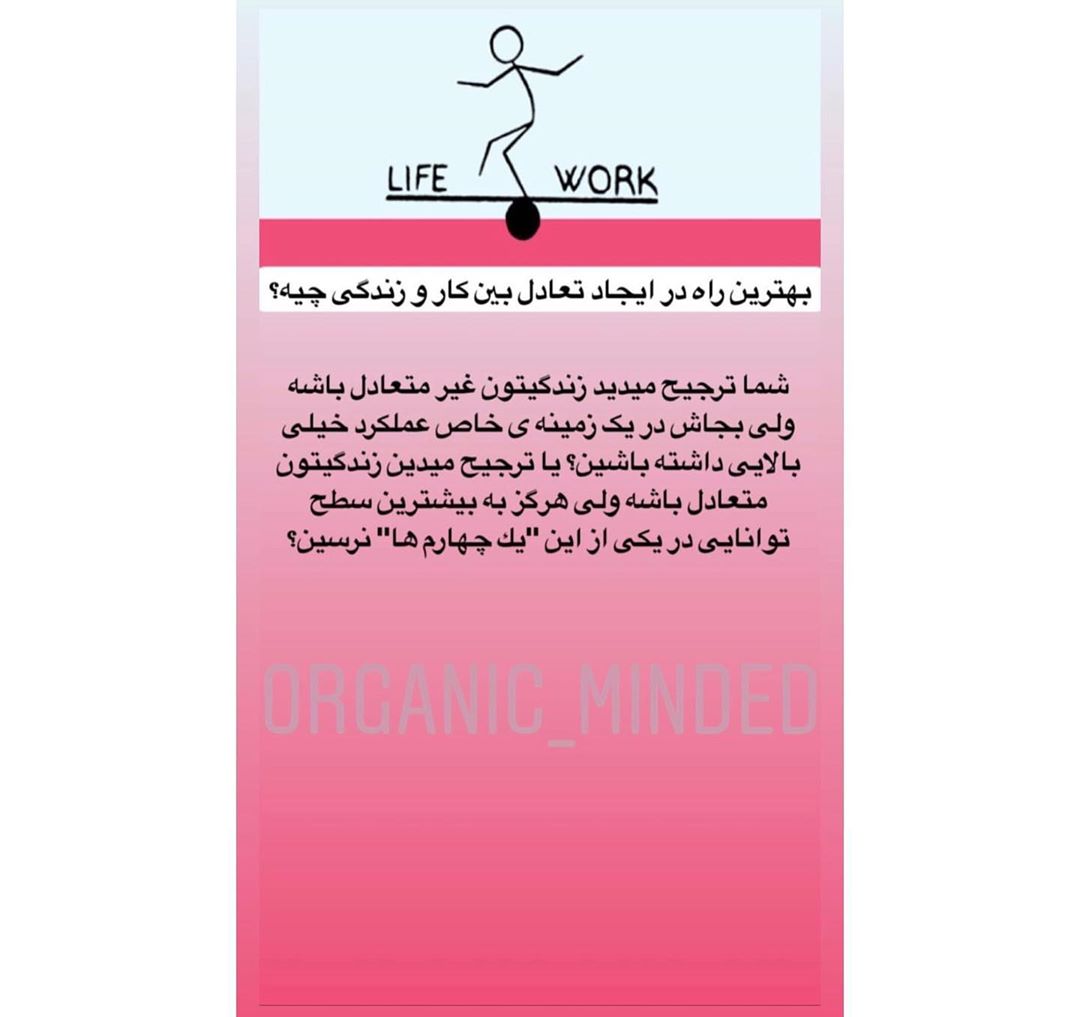 LIFE WORK
بهترین راه در ایجاد تعادل بین کار و زندگی چیه؟
شما ترجیح میدید زندگیتون غیر متعادل باشه
ولی بجاش در یک زمینه ی خاص عملکرد خیلی
بالایی داشته باشین؟ یا ترجیح میدین زندگیتون
متعادل باشه ولی هرگز به بیشترین سطح
توانایی در یکی از این "يك چهارم ها" نرسین؟
ORGANIC_MINDED